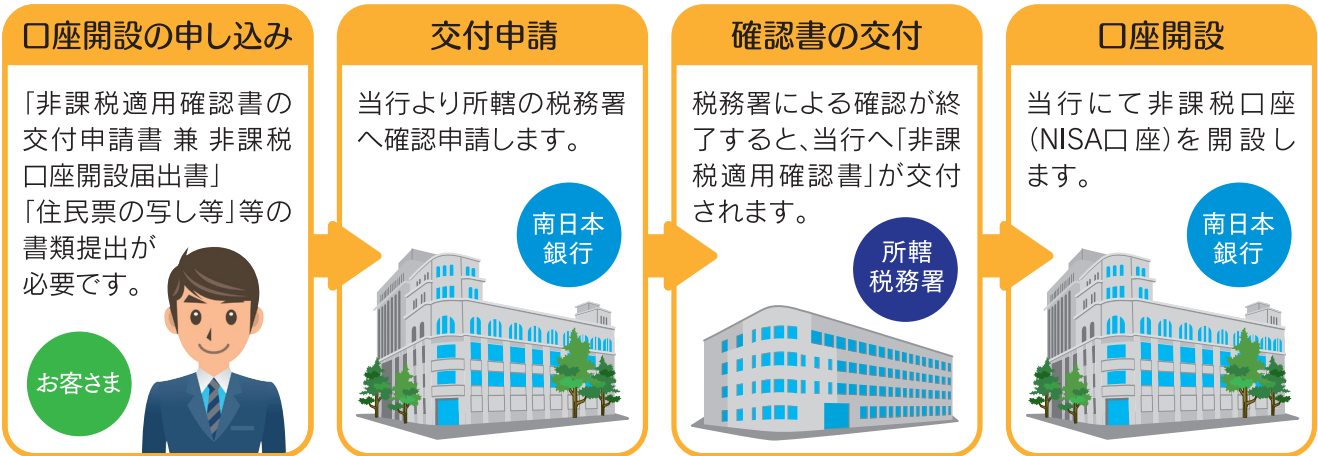 口座開設の申し込み
「非課税適用確認書の
交付申請書 兼 非課税
口座開設届出書」
「住民票の写し等」等の
書類提出が
必要です。
お客さま
交付申請
当行より所轄の税務署
へ確認申請します。
南日本
銀行
確認書の交付
税務署による確認が終
了すると、当行へ「非課
税適用確認書」が交付
されます。
所轄
税務署
口座開設
当行にて非課税口座
(NISA口座)を開設し
ます。
南日本
銀行